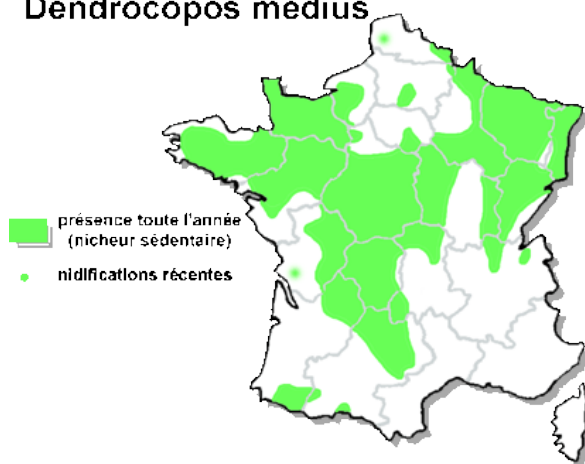 Dendrocopos medius
présence toute l'année
(nicheur sédentaire)
nidifications récentes